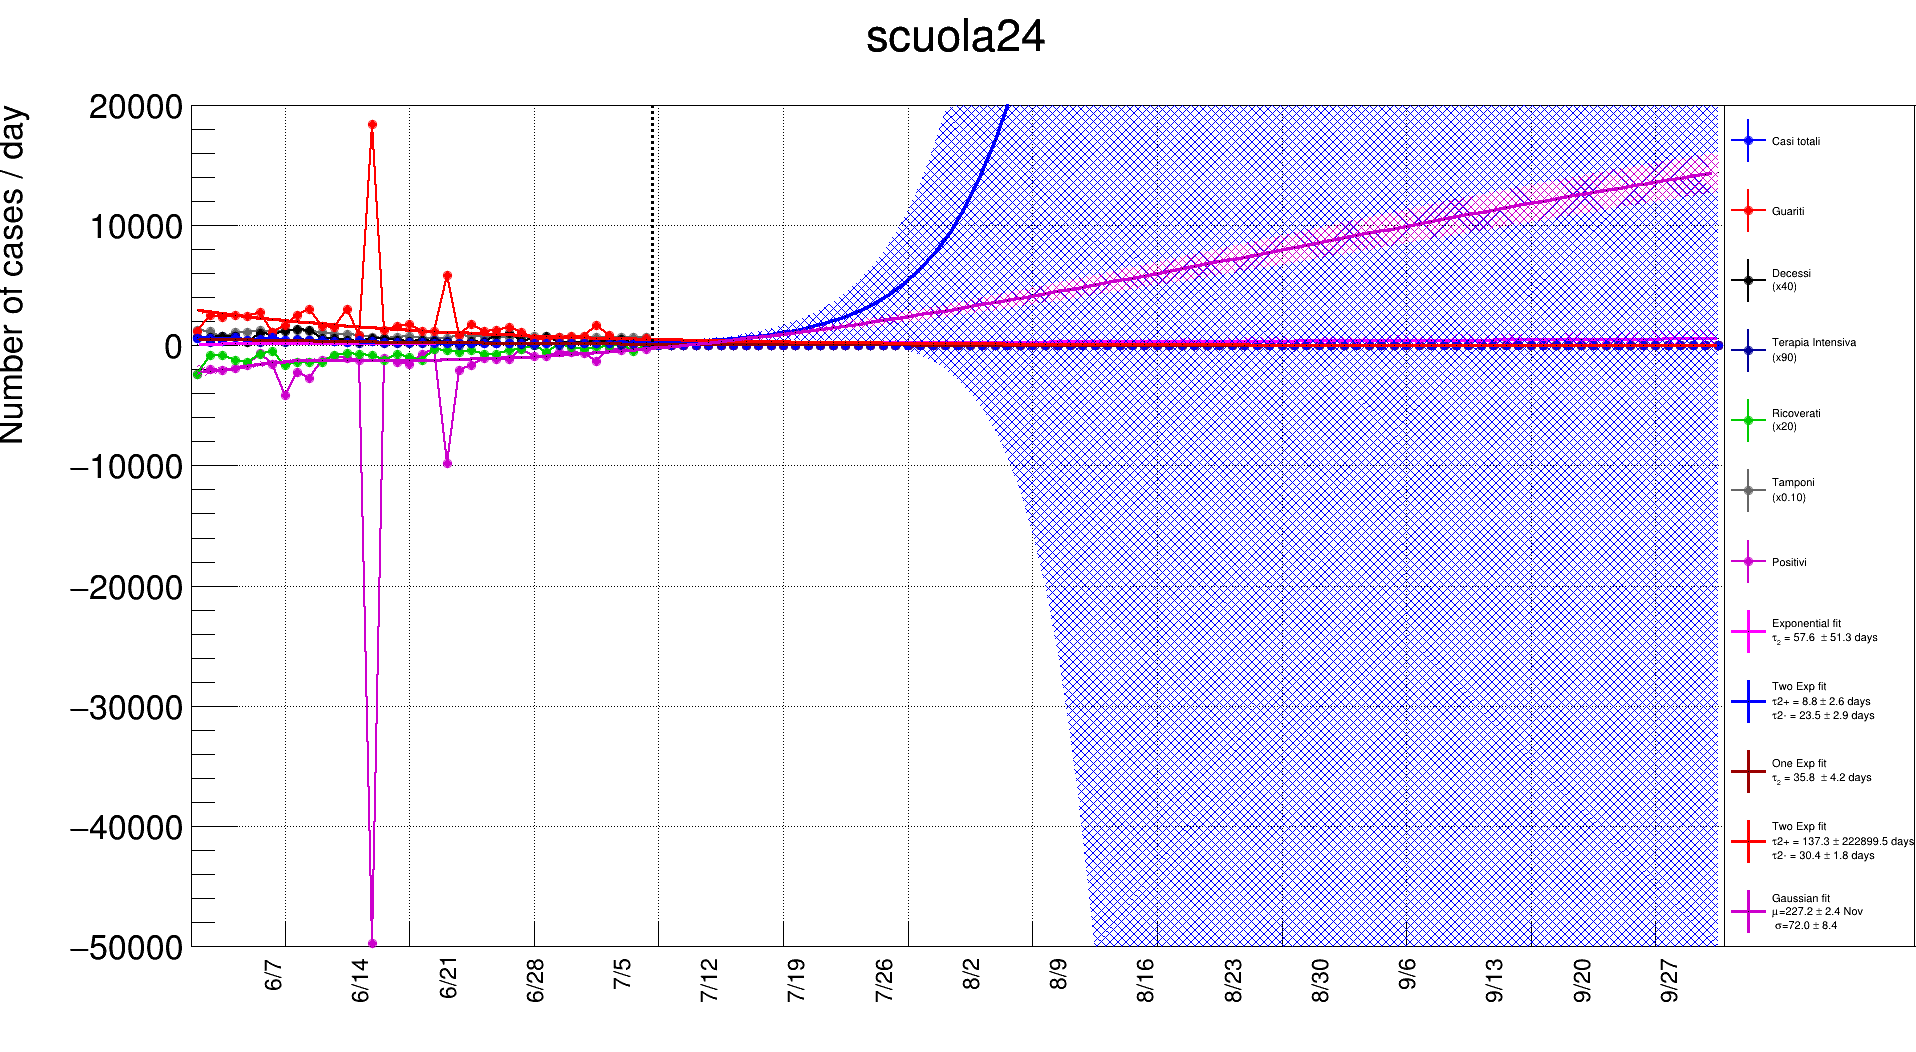 scuola24
Number of cases / day
20000
10000
0
−10000
−20000
−30000
−40000
−50000
6/7
6/14
6/21
6/28
7/5
7/12
7/19
7/26
8/2
8/9
8/16
8/23
8/30
9/6
9/13
9/20
9/27
Casi totali
Guariti
Decessi
(x40)
Terapia Intensiva
(x90)
Ricoverati
(x20)
Tamponi
(x0.10)
Positivi
Exponential fit
τ₂ = 57.6 ± 51.3 days
Two Exp fit
τ2+ = 8.8 ± 2.6 days
τ2- = 23.5 ± 2.9 days
One Exp fit
τ₂ = 35.8 ± 4.2 days
Two Exp fit
τ2+ = 137.3 ± 222899.5 days
τ2- = 30.4 ± 1.8 days
Gaussian fit
μ=227.2 ± 2.4 Nov
σ=72.0 ± 8.4